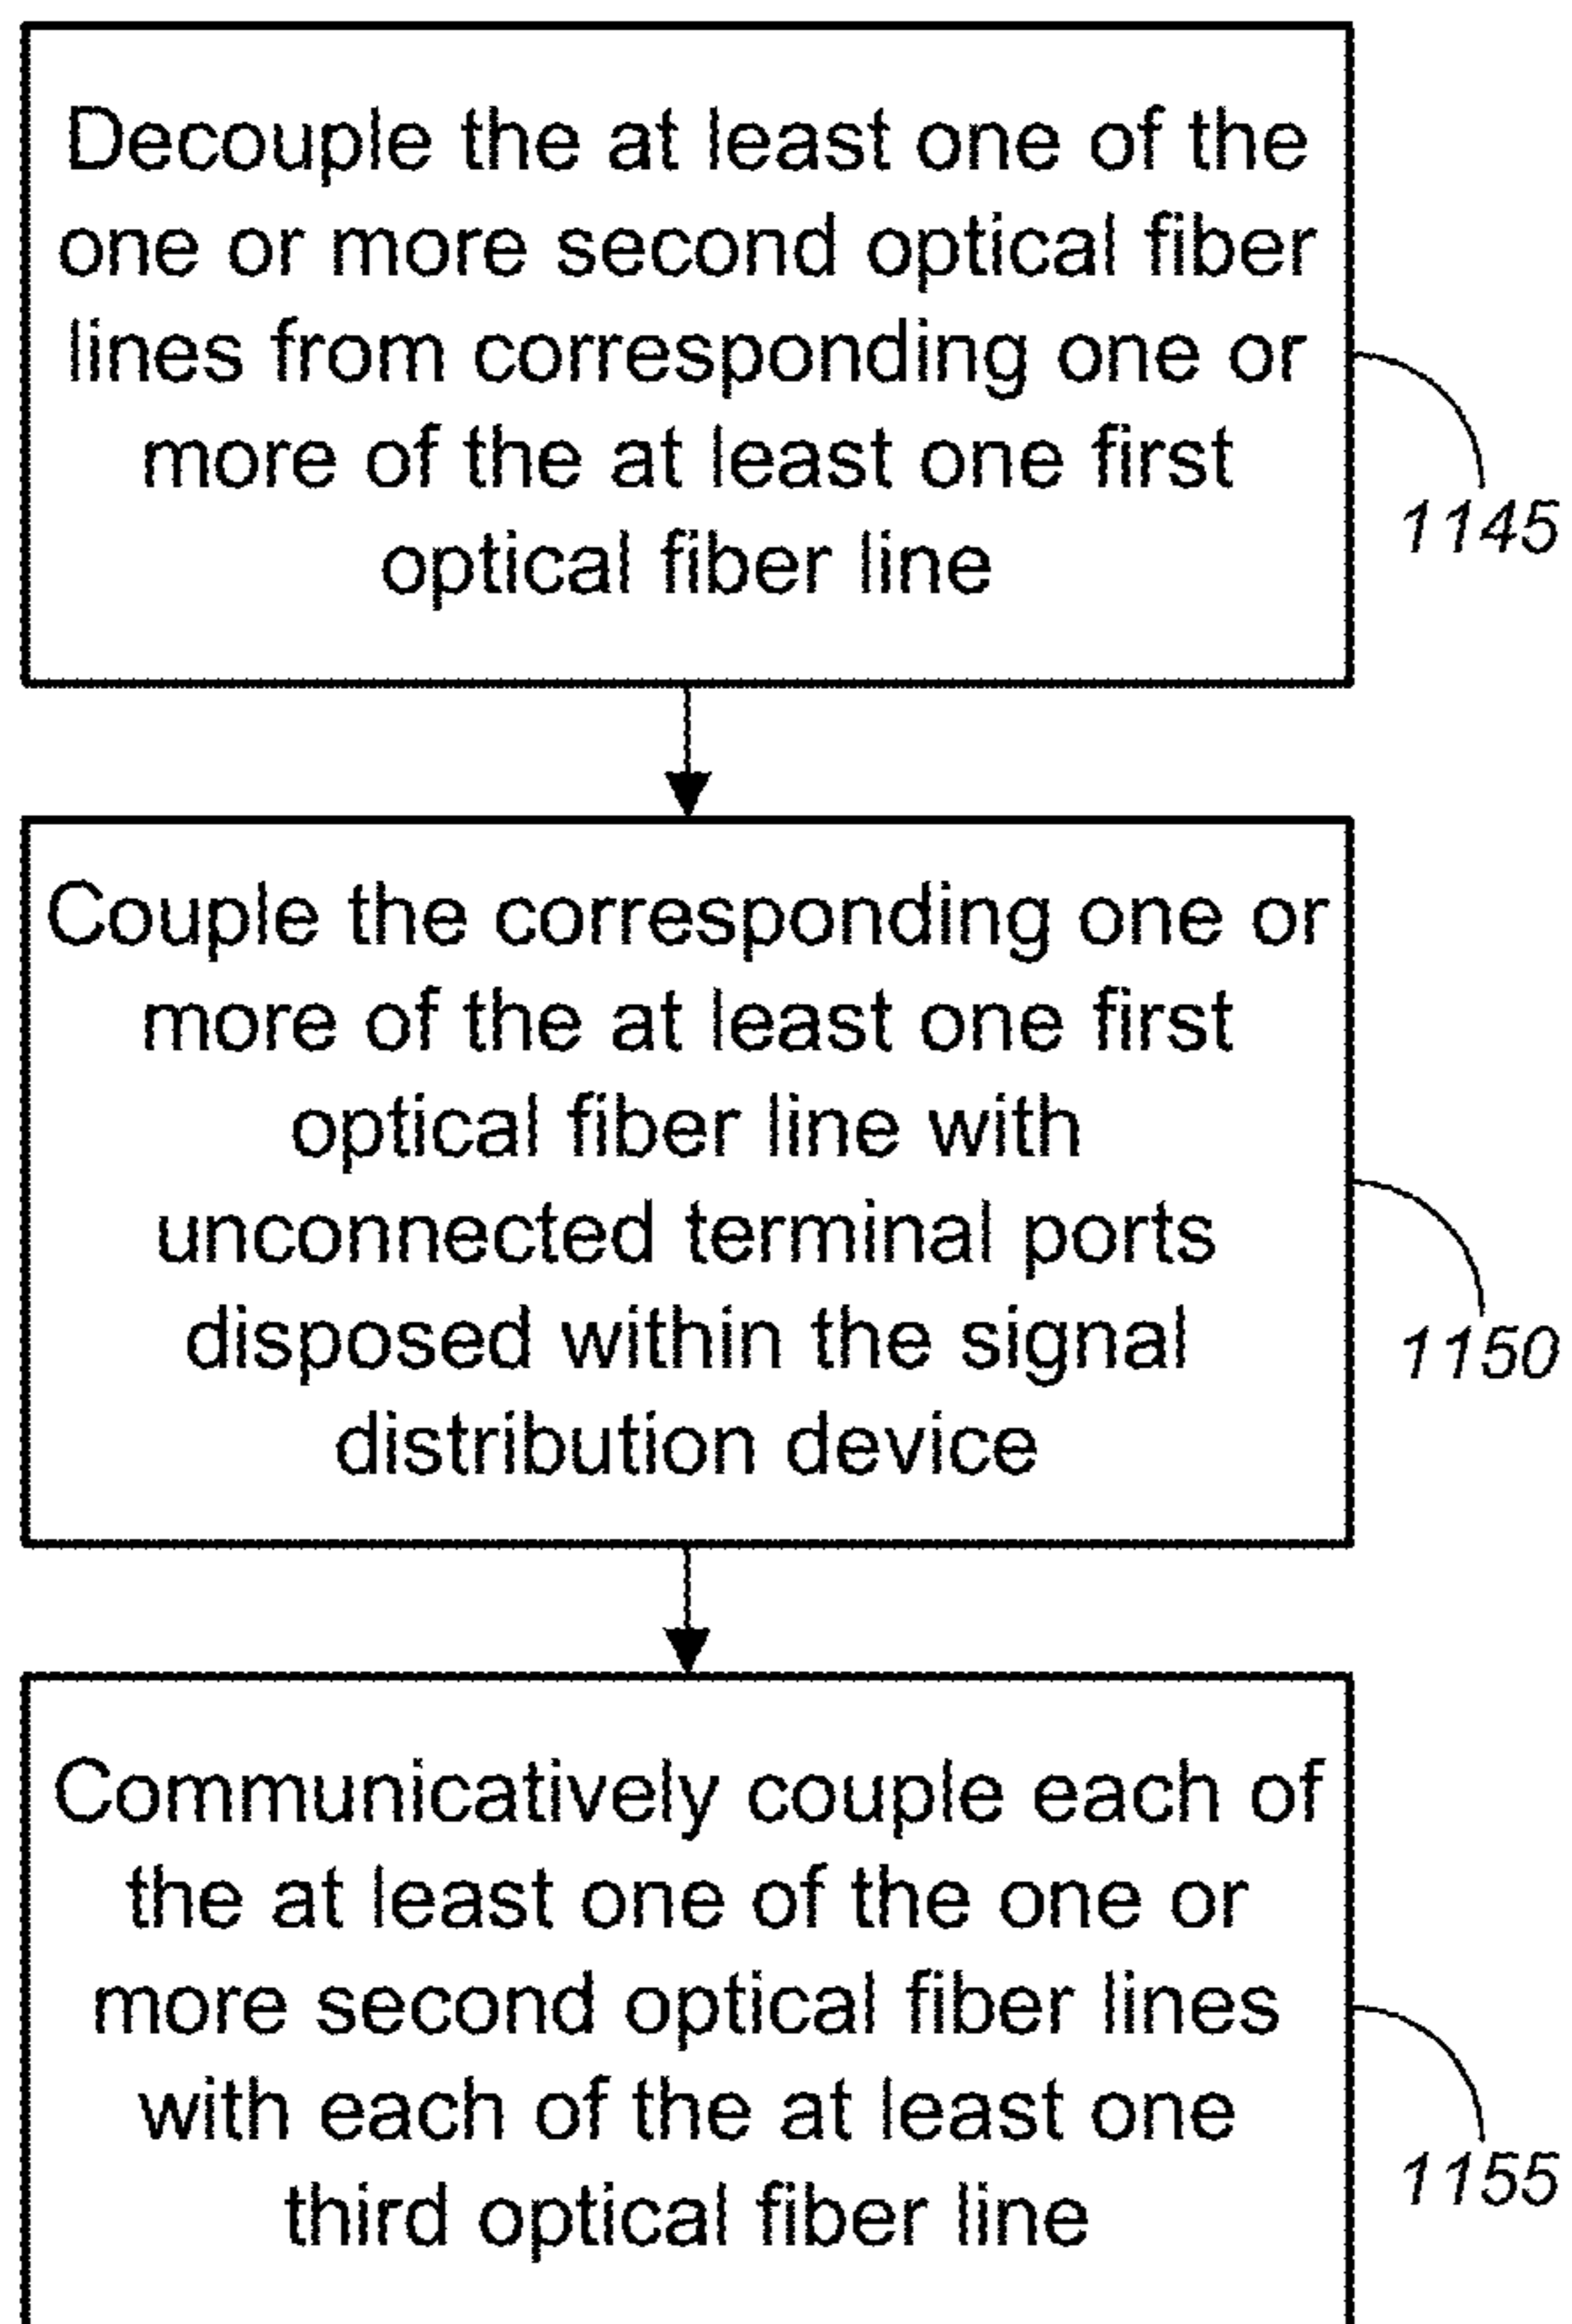 Decouple the at least one of the
one or more second optical fiber
lines from corresponding one or
more of the at least one first
optical fiber line
1145
Couple the corresponding one or
more of the at least one first
optical fiber line with
unconnected terminal ports
disposed within the signal
distribution device
1150
Communicatively couple each of
the at least one of the one or
more second optical fiber lines
with each of the at least one
third optical fiber line
1155